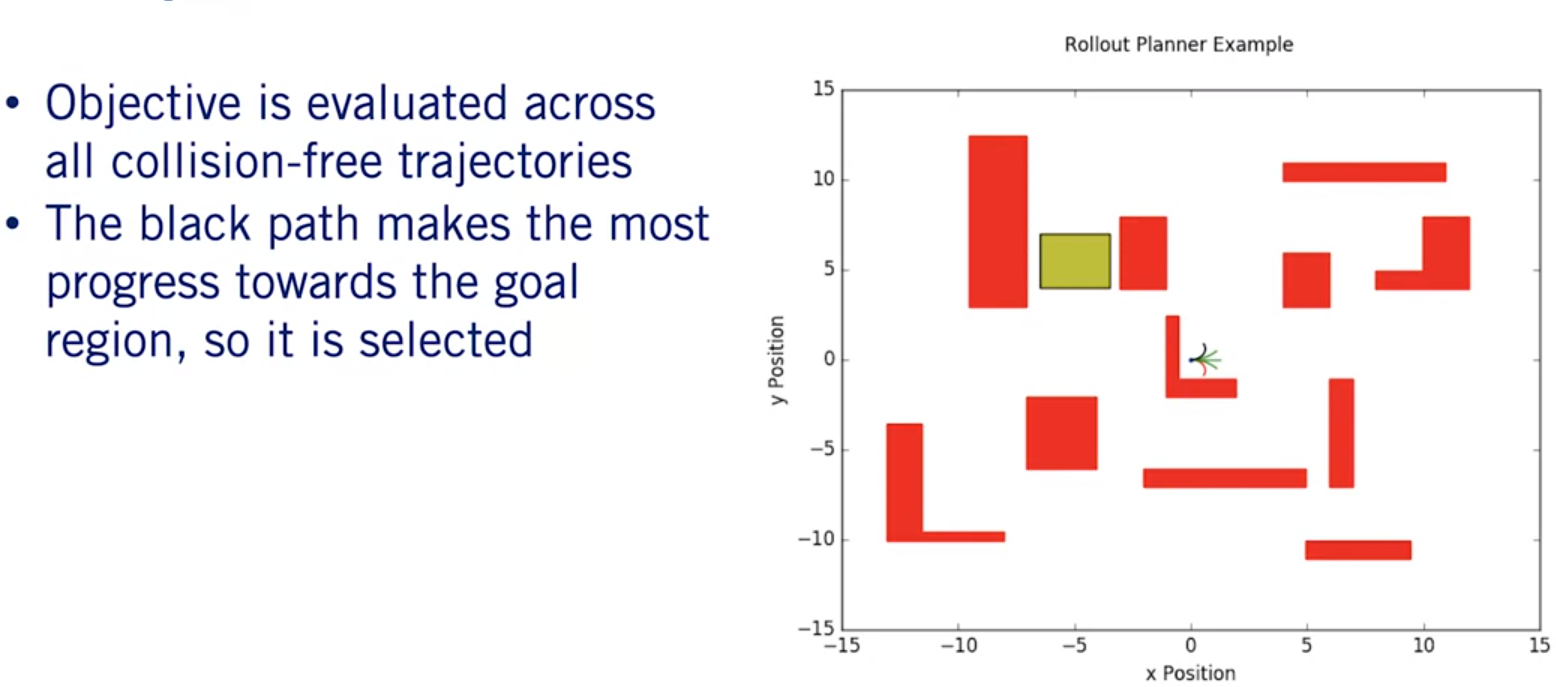 • Objective is evaluated across
all collision-free trajectories
• The black path makes the most
progress towards the goal
region, so it is selected
Rollout Planner Example
15
10
5
0
−5
−10
−15
y Position
−15 −10 −5 0 5 10 15
x Position